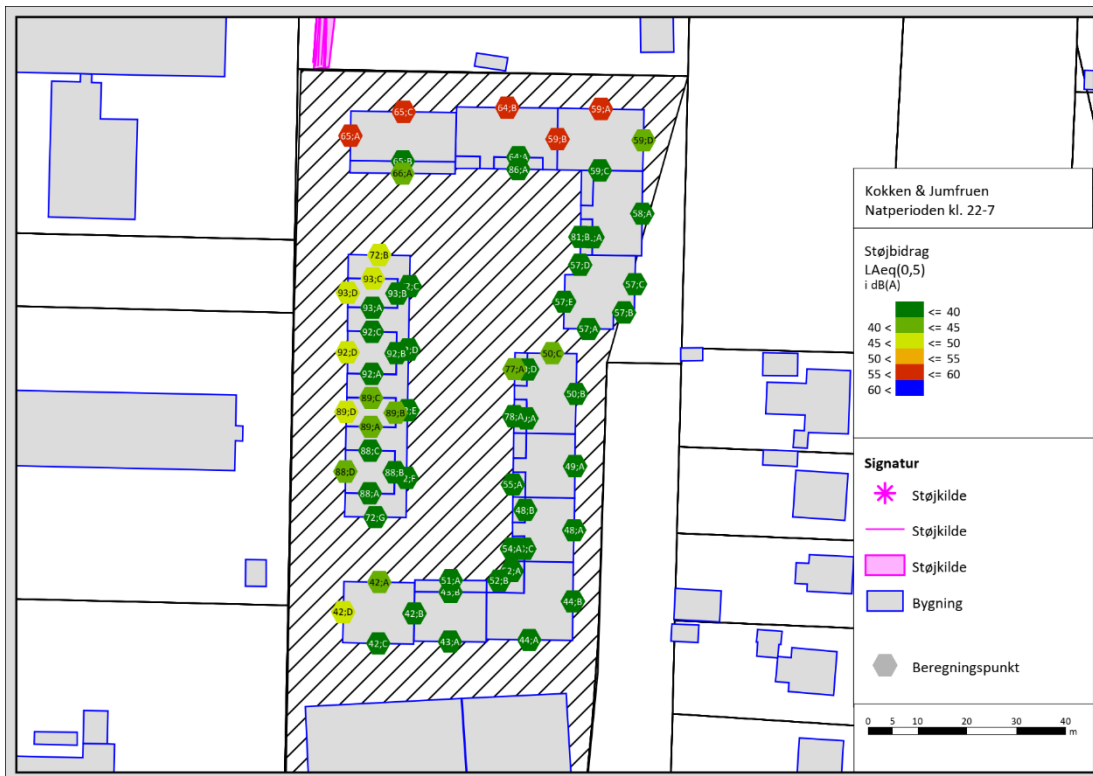 65;C
64;B
59;A
65;A
59;B
59;D
65;B
64;A
66;A
86;A
59;C
58;A
81;B
;A
57;D
72;B
93;C
93;D
93;B
;C
57;C
57;E
93;A
57;B
92;C
57;A
92;D
92;B
;D
50;C
92;A
77;A
;D
89;C
50;B
89;D
89;B
;E
78;A
;A
89;A
88;C
49;A
88;D
88;B
;F
55;A
88;A
48;B
72;G
48;A
54;A
;C
42;A
51;A
52;B
;A
42;D
42;B
44;B
42;C
43;A
44;A
Kokken & Jumfruen
Natperioden kl. 22-7
Støjbidrag
LAeq(0,5)
i dB(A)
<= 40
40 < <= 45
45 < <= 50
50 < <= 55
55 < <= 60
60 <
Signatur
Støjkilde
Støjkilde
Støjkilde
Bygning
Beregningspunkt
0 5 10 20 30 40
m